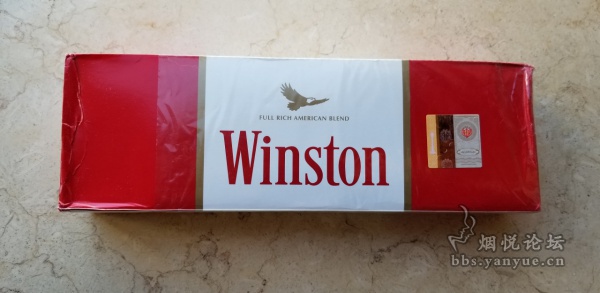 FULL RICH AMERICAN BLEND
Winston
烟悦论坛
bbs.yanyue.cn